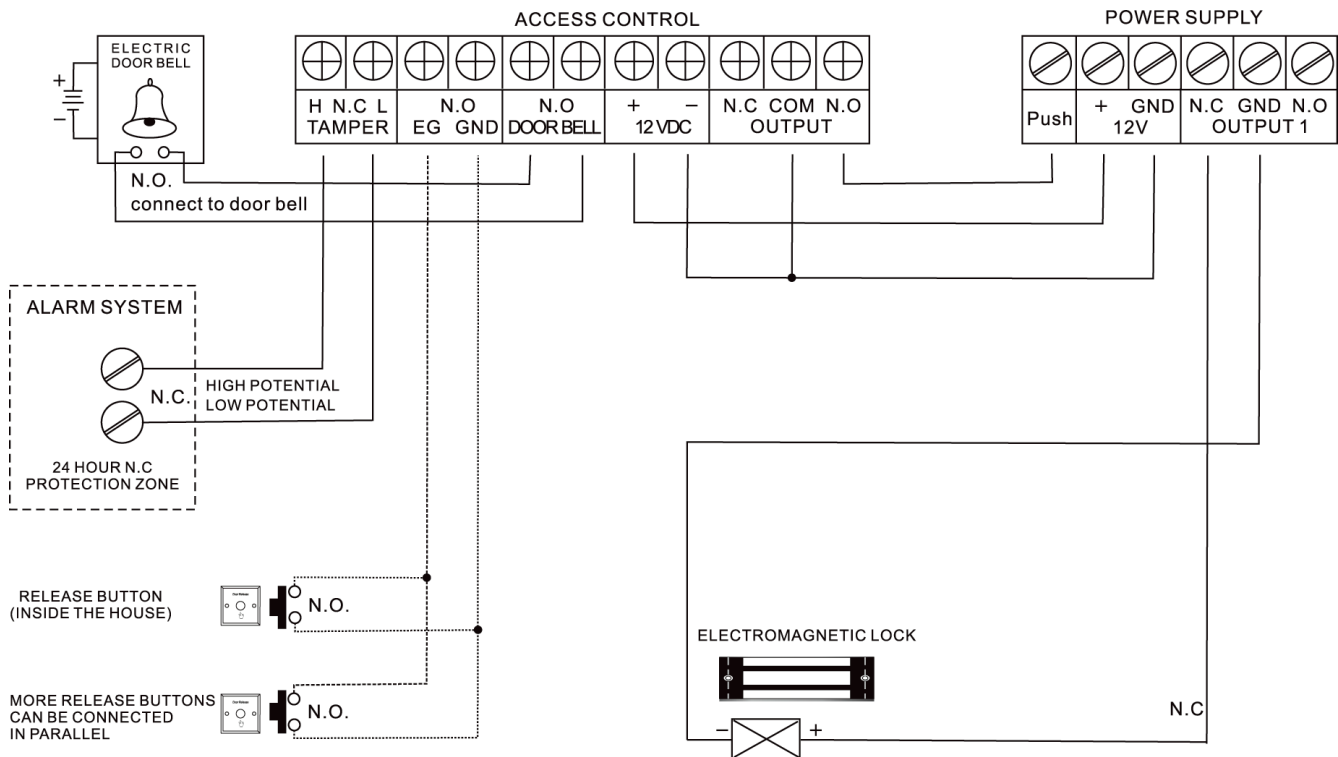 ACCESS CONTROL
POWER SUPPLY
ELECTRIC
DOOR BELL
+
−
N.O.
connect to door bell
H N.C L
TAMPER
N.O
EG GND
N.O
DOOR BELL
+ −
12 VDC
N.C COM N.O
OUTPUT
Push
+ GND
12V
N.C GND N.O
OUTPUT 1
ALARM SYSTEM
N.C.
HIGH POTENTIAL
LOW POTENTIAL
24 HOUR N.C
PROTECTION ZONE
RELEASE BUTTON
(INSIDE THE HOUSE)
N.O.
MORE RELEASE BUTTONS
CAN BE CONNECTED
IN PARALLEL
N.O.
ELECTROMAGNETIC LOCK
− +
N.C